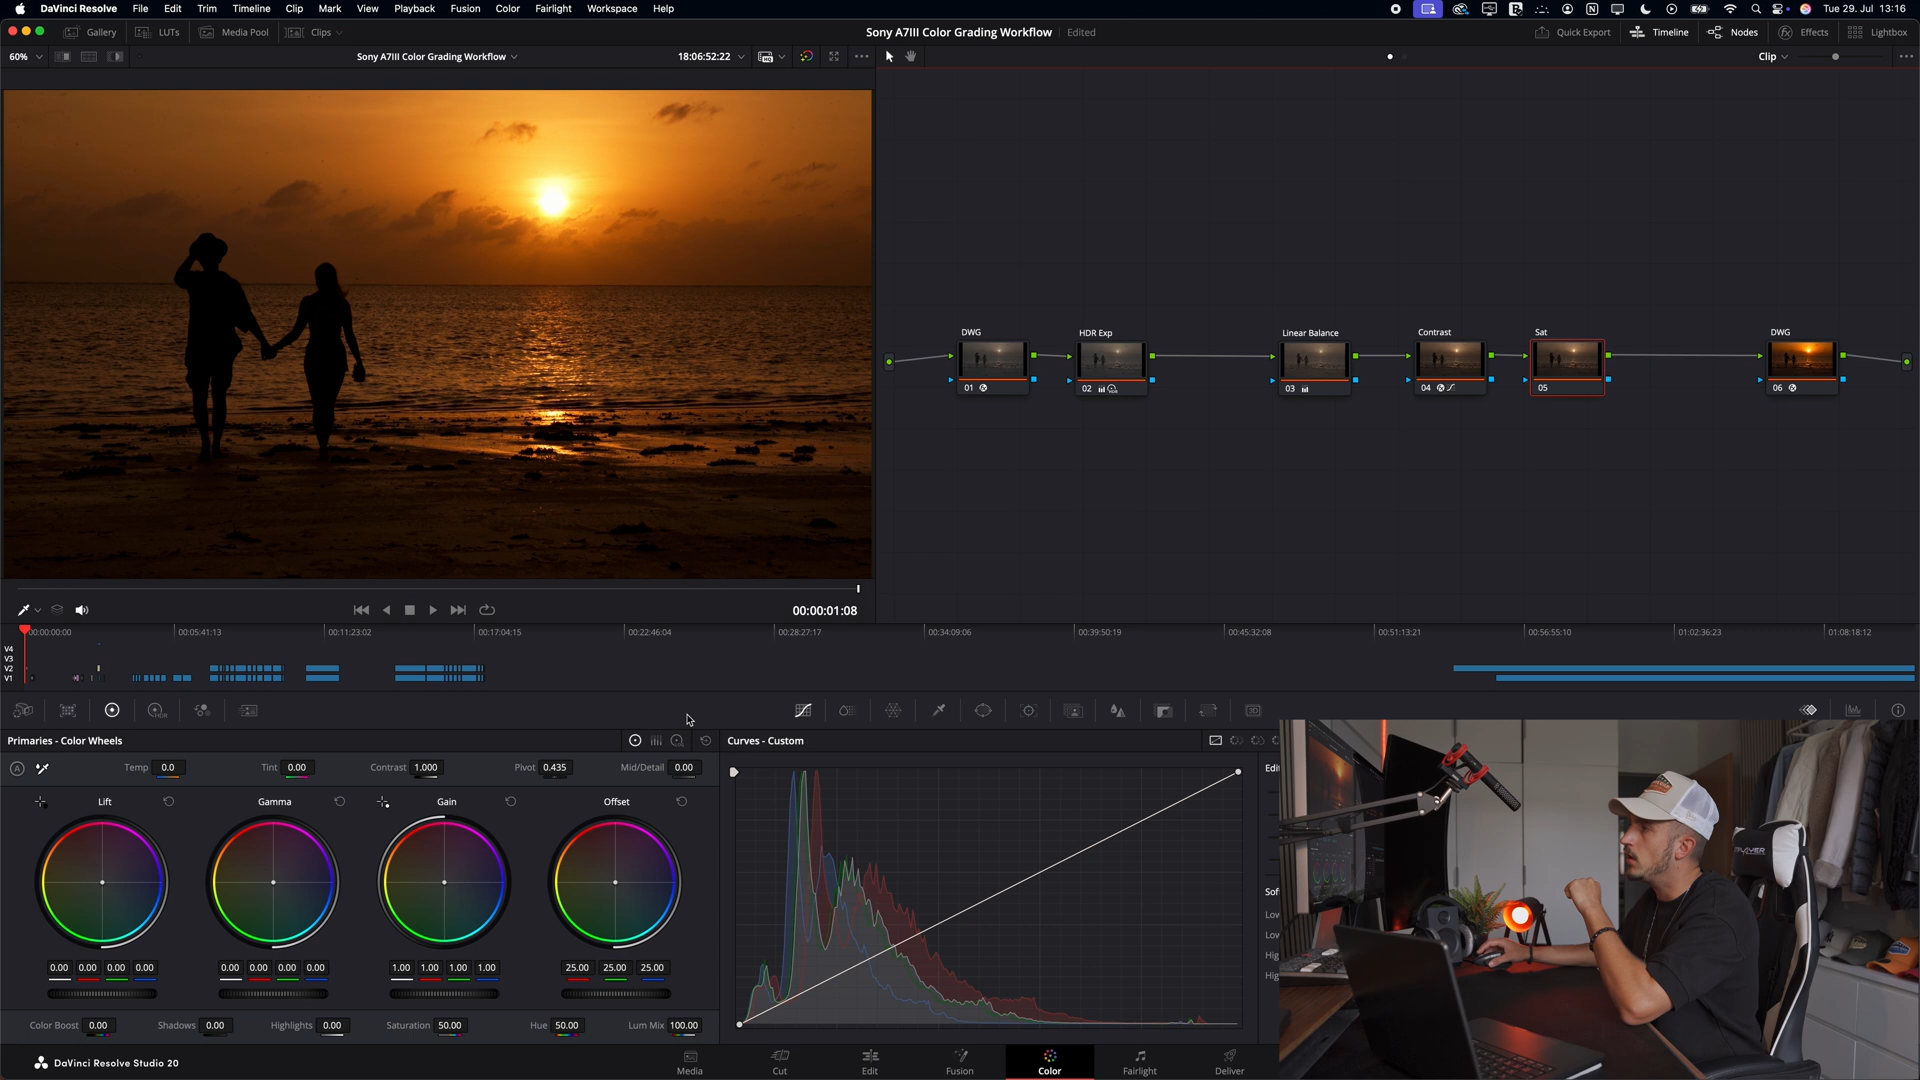 DaVinci Resolve File Edit Trim Timeline Clip Mark View Playback Fusion Color Fairlight Workspace Help Tue 29. Jul 13:16
Gallery LUTs Media Pool Clips Sony A7III Color Grading Workflow Edited Quick Export Timeline Nodes Effects Lightbox
60% Sony A7III Color Grading Workflow 18:06:52:22 Clip
DWG HDR Exp Linear Balance Contrast Sat DWG
01 02 03 04 05 06
00:00:01:08
00:00:00:00 00:05:41:13 00:11:23:02 00:17:04:15 00:22:46:04 00:28:27:17 00:34:09:06 00:39:50:19 00:45:32:08 00:51:13:21 00:56:55:10 01:02:36:23 01:08:18:12
V4
V3
V2
V1
HDR
3D
Primaries - Color Wheels Curves - Custom
A Temp 0.0 Tint 0.00 Contrast 1.000 Pivot 0.435 Mid/Detail 0.00
Lift Gamma Gain Offset
0.00 0.00 0.00 0.00 0.00 0.00 0.00 0.00 1.00 1.00 1.00 1.00 25.00 25.00 25.00
Color Boost 0.00 Shadows 0.00 Highlights 0.00 Saturation 50.00 Hue 50.00 Lum Mix 100.00
Edi
Sof
Low
Low
Hig
Hig
DaVinci Resolve Studio 20 Media Cut Edit Fusion Color Fairlight Deliver